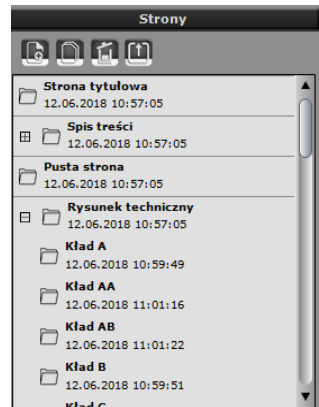 Strony
Strona tytułowa
12.06.2018 10:57:05
Spis treści
12.06.2018 10:57:05
Pusta strona
12.06.2018 10:57:05
Rysunek techniczny
12.06.2018 10:57:05
Kład A
12.06.2018 10:59:49
Kład AA
12.06.2018 11:01:16
Kład AB
12.06.2018 11:01:22
Kład B
12.06.2018 10:59:51
Kład C